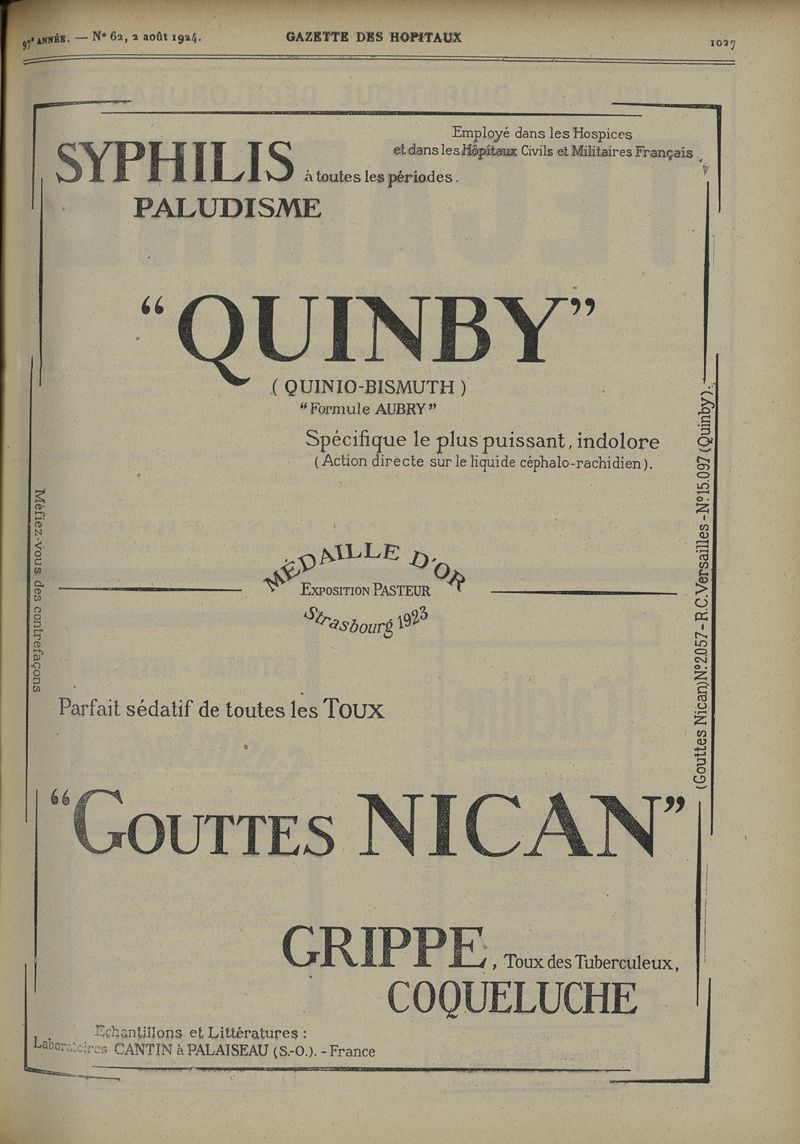 97e ANNÉE. — N° 62, 2 août 1924.
GAZETTE DES HOPITAUX
1027
Employé dans les Hospices
et dans les Hôpitaux Civils et Militaires Français
SYPHILIS
à toutes les périodes.
PALUDISME
“QUINBY”
(QUINIO-BISMUTH)
“Formule AUBRY”
Spécifique le plus puissant, indolore
(Action directe sur le liquide céphalo-rachidien).
Méfiez-vous des contrefaçons
MÉDAILLE D'OR
EXPOSITION PASTEUR
Strasbourg 1923
(Gouttes Nican) N°2.057 - R.C. Versailles - N°15.097 (Quinby).
Parfait sédatif de toutes les TOUX
“GOUTTES NICAN”
GRIPPE, Toux des Tuberculeux,
COQUELUCHE
Echantillons et Littératures :
Laboratoires CANTIN à PALAISEAU (S.-O.). - France